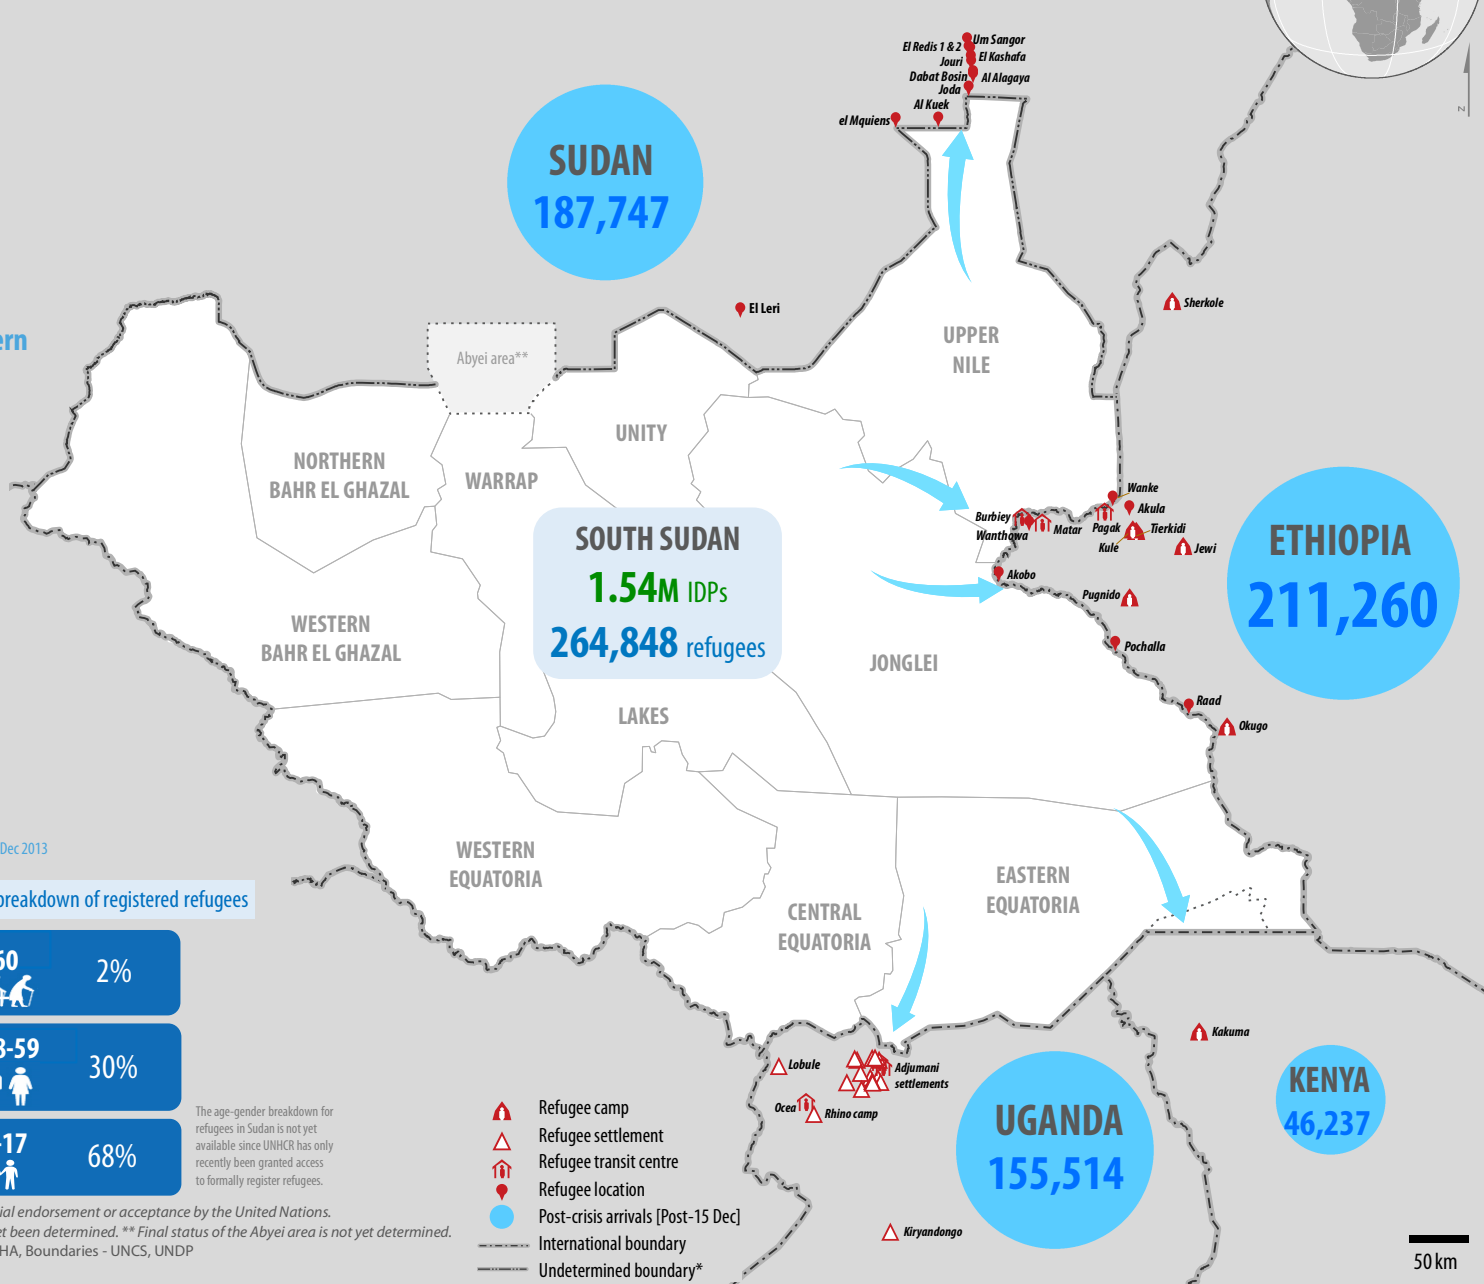 Um Sangor
El Redis 1 & 2
El Kashafa
Jouri
Dabat Bosin
Al Alagaya
Joda
Al Kuek
el Mquiens
N
SUDAN
187,747
El Leri
Sherkole
ern
Abyei area**
UPPER
NILE
UNITY
NORTHERN
BAHR EL GHAZAL
WARRAP
Wanke
Akula
Burbiey
Wanthowa
Matar
Pagak
Tierkidi
Kule
Jewi
ETHIOPIA
211,260
SOUTH SUDAN
1.54M IDPs
264,848 refugees
Akobo
Pugnido
WESTERN
BAHR EL GHAZAL
JONGLEI
Pochalla
LAKES
Raad
Okugo
Dec 2013
WESTERN
EQUATORIA
EASTERN
EQUATORIA
CENTRAL
EQUATORIA
breakdown of registered refugees
60
2%
3-59
30%
-17
68%
The age-gender breakdown for
refugees in Sudan is not yet
available since UNHCR has only
recently been granted access
to formally register refugees.
Kakuma
Lobule
Adjumani
settlements
Ocea
Rhino camp
KENYA
46,237
UGANDA
155,514
Kiryandongo
Refugee camp
Refugee settlement
Refugee transit centre
Refugee location
Post-crisis arrivals [Post-15 Dec]
International boundary
Undetermined boundary*
ial endorsement or acceptance by the United Nations.
et been determined. ** Final status of the Abyei area is not yet determined.
HA, Boundaries - UNCS, UNDP
50 km